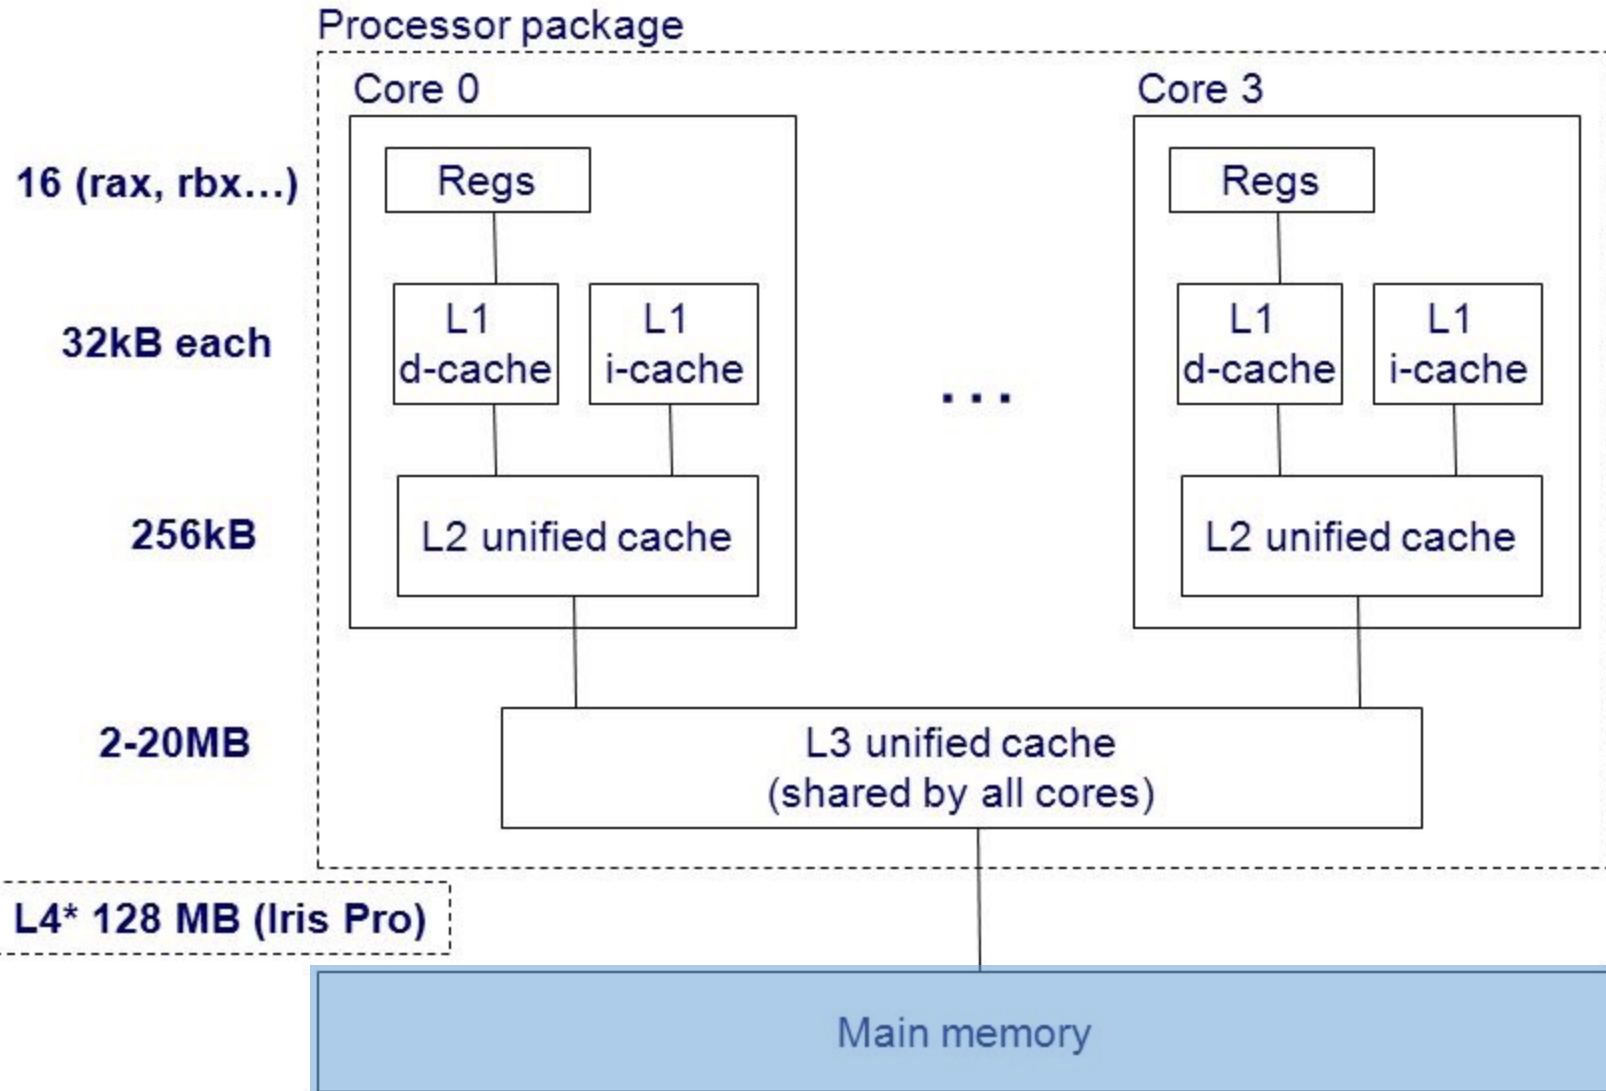 Processor package
Core 0
Core 3
16 (rax, rbx...)
Regs
Regs
32kB each
L1
d-cache
L1
i-cache
...
L1
d-cache
L1
i-cache
256kB
L2 unified cache
L2 unified cache
2-20MB
L3 unified cache
(shared by all cores)
L4* 128 MB (Iris Pro)
Main memory